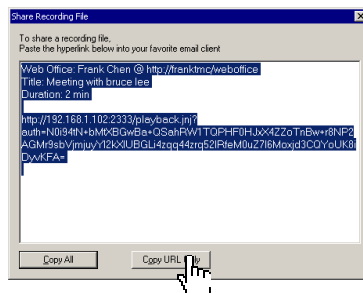 Share Recording File
To share a recording file,
Paste the hyperlink below into your favorite email client
Web Office: Frank Chen @ http://franktmc/weboffice
Title: Meeting with bruce lee
Duration: 2 min
http://192.168.1.102:2333/playback.jnj?
auth=N0i94tN+bMtXBGwBa+QSahRW1TQPHF0HJxX4ZZoTnBw+r8NP2
AGMr9sbVjmjuyYl2kXlUBGLi4zqq44zrq52lRfeM0uZ7l6Moxjd3CQYoUK8i
DyvKFA=
Copy All
Copy URL Only